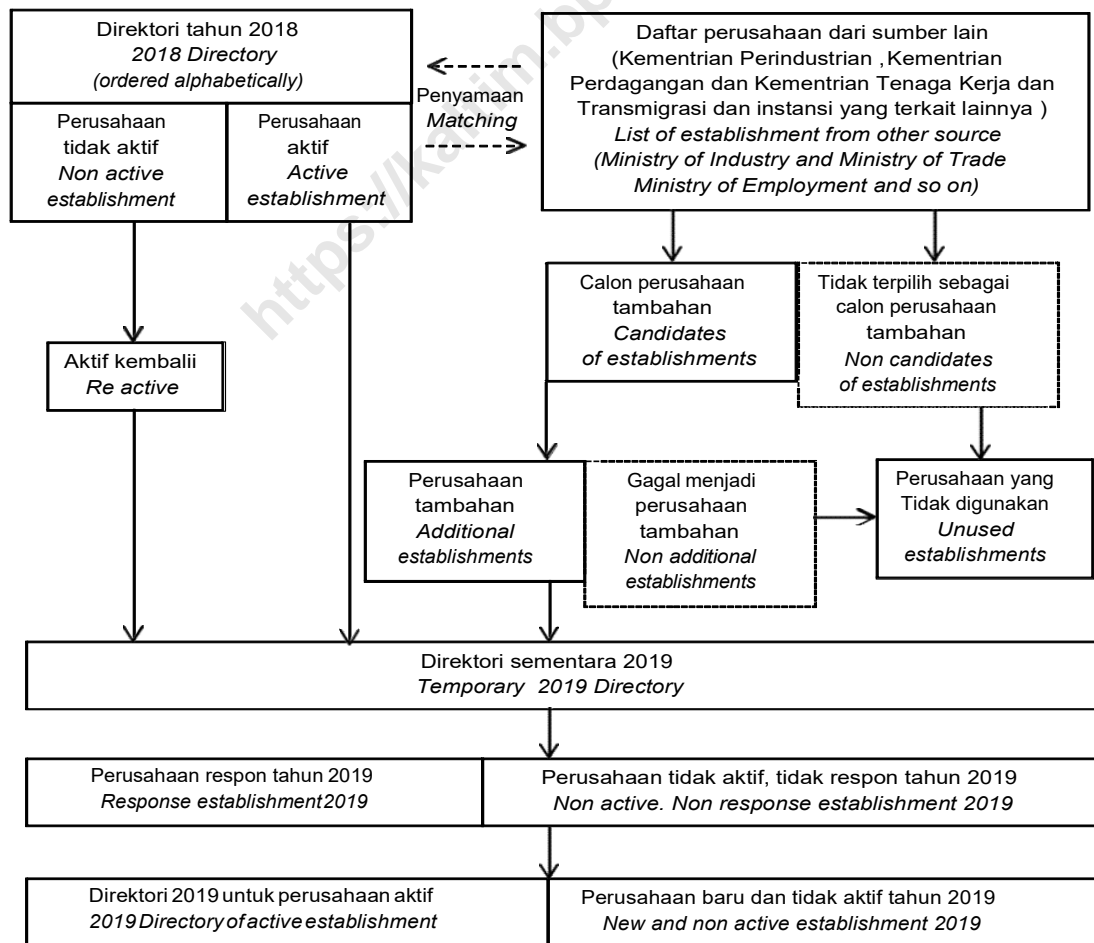 Direktori tahun 2018
2018 Directory
(ordered alphabetically)
Perusahaan
tidak aktif
Non active
establishment
Perusahaan
aktif
Active
establishment
Penyamaan
Matching
Daftar perusahaan dari sumber lain
(Kementrian Perindustrian ,Kementrian
Perdagangan dan Kementrian Tenaga Kerja dan
Transmigrasi dan instansi yang terkait lainnya )
List of establishment from other source
(Ministry of Industry and Ministry of Trade
Ministry of Employment and so on)
Calon perusahaan
tambahan
Candidates
of establishments
Tidak terpilih sebagai
calon perusahaan
tambahan
Non candidates
of establishments
Aktif kembalii
Re active
Perusahaan
tambahan
Additional
establishments
Gagal menjadi
perusahaan
tambahan
Non additional
establishments
Perusahaan yang
Tidak digunakan
Unused
establishments
Direktori sementara 2019
Temporary 2019 Directory
Perusahaan respon tahun 2019
Response establishment 2019
Perusahaan tidak aktif, tidak respon tahun 2019
Non active. Non response establishment 2019
Direktori 2019 untuk perusahaan aktif
2019 Directory of active establishment
Perusahaan baru dan tidak aktif tahun 2019
New and non active establishment 2019
https://kaltim.bp